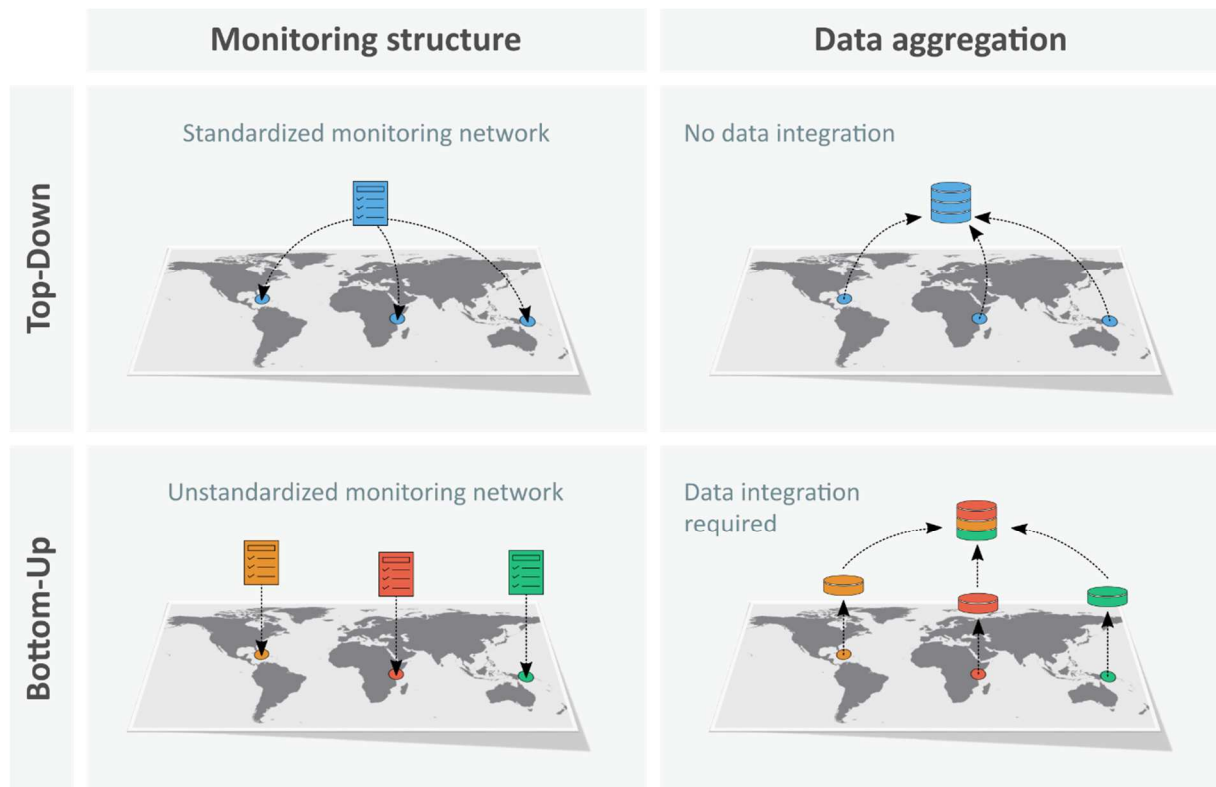 Monitoring structure
Data aggregation
Top-Down
Standardized monitoring network
No data integration
Bottom-Up
Unstandardized monitoring network
Data integration
required